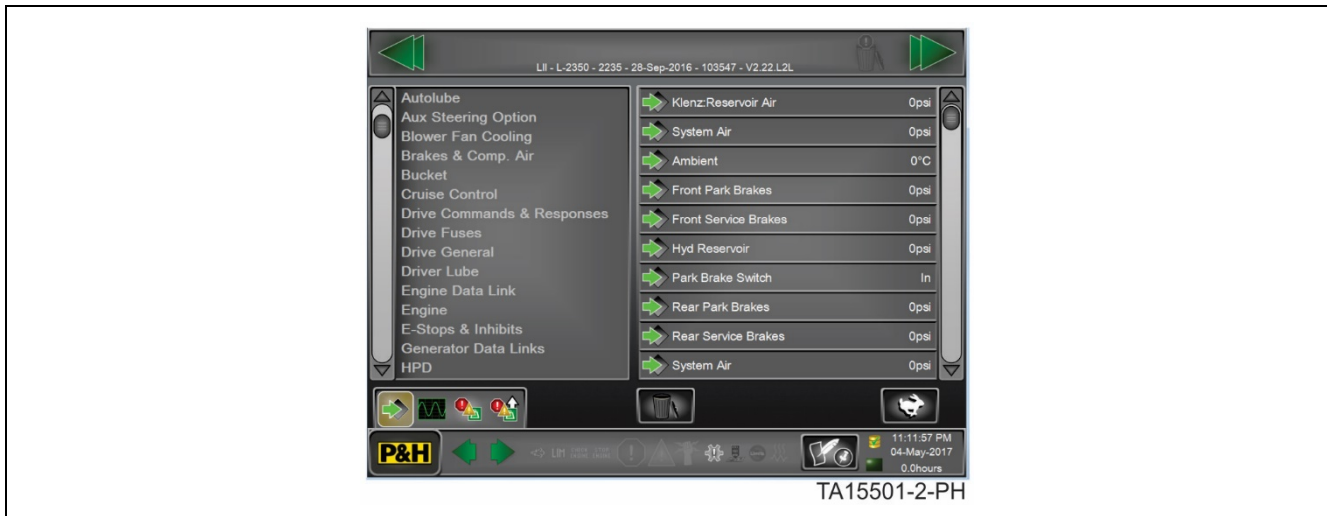 LII - L-2350 - 2235 - 28-Sep-2016 - 103547 - V2.22.L2L
Autolube
Aux Steering Option
Blower Fan Cooling
Brakes & Comp. Air
Bucket
Cruise Control
Drive Commands & Responses
Drive Fuses
Drive General
Driver Lube
Engine Data Link
Engine
E-Stops & Inhibits
Generator Data Links
HPD
Klenz:Reservoir Air 0psi
System Air 0psi
Ambient 0°C
Front Park Brakes 0psi
Front Service Brakes 0psi
Hyd Reservoir 0psi
Park Brake Switch In
Rear Park Brakes 0psi
Rear Service Brakes 0psi
System Air 0psi
P&H
LIM
11:11:57 PM
04-May-2017
0.0hours
TA15501-2-PH